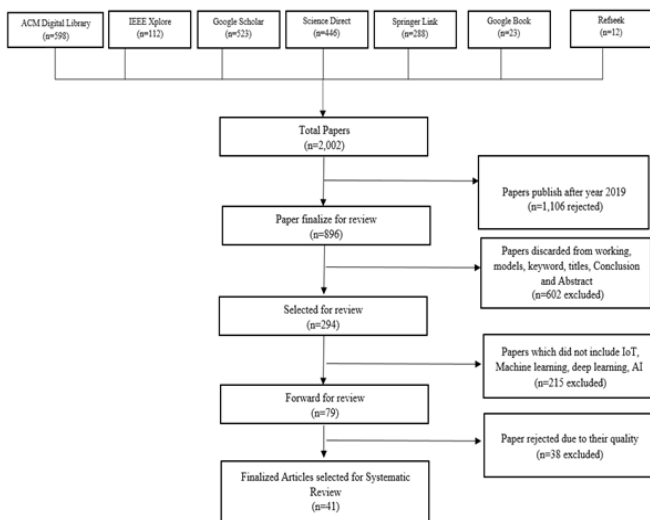 ACM Digital Library
(n=598)
IEEE Xplore
(n=112)
Google Scholar
(n=523)
Science Direct
(n=446)
Springer Link
(n=288)
Google Book
(n=23)
Refheek
(n=12)
Total Papers
(n=2,002)
Papers publish after year 2019
(n=1,106 rejected)
Paper finalize for review
(n=896)
Papers discarded from working,
models, keyword, titles, Conclusion
and Abstract
(n=602 excluded)
Selected for review
(n=294)
Papers which did not include IoT,
Machine learning, deep learning, AI
(n=215 excluded)
Forward for review
(n=79)
Paper rejected due to their quality
(n=38 excluded)
Finalized Articles selected for Systematic
Review
(n=41)